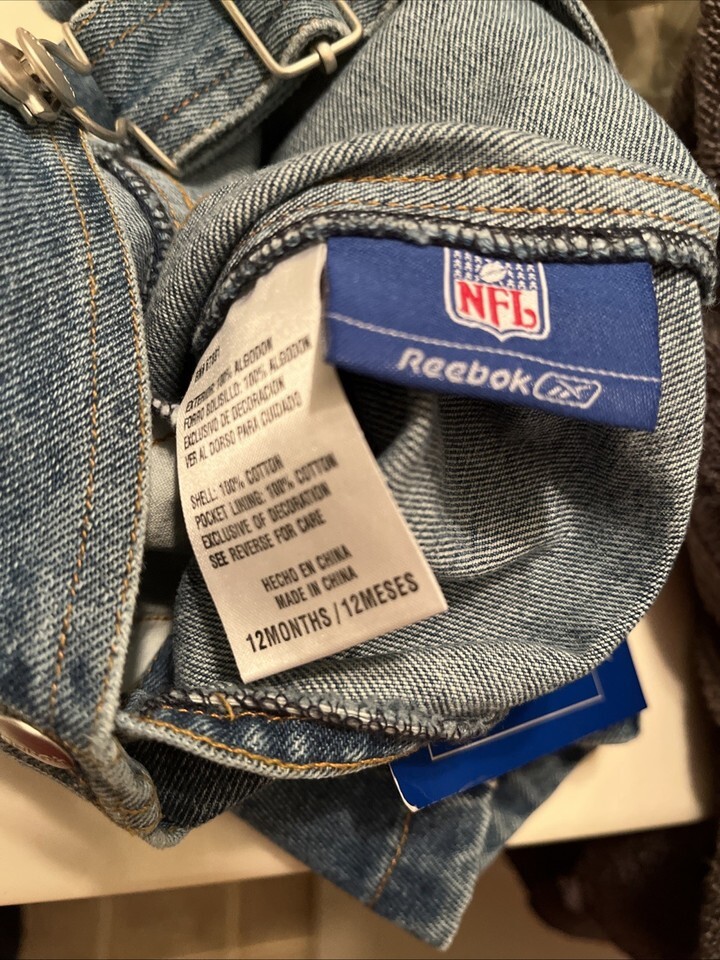 NFL
Reebok
EXTERIOR: 100% ALGODON
FORRO BOLSILLO: 100% ALGODON
EXCLUSIVO DE DECORACION
VER AL DORSO PARA CUIDADO
SHELL: 100% COTTON
POCKET LINING: 100% COTTON
EXCLUSIVE OF DECORATION
SEE REVERSE FOR CARE
HECHO EN CHINA
MADE IN CHINA
12MONTHS / 12MESES